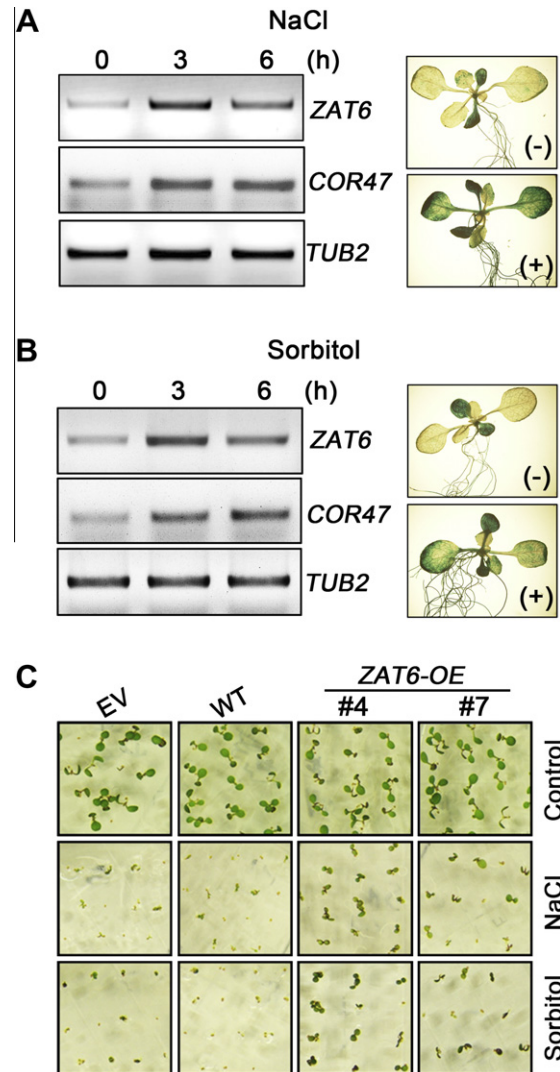 A
NaCl
0 3 6 (h)
ZAT6
COR47
TUB2
(-)
(+)
B
Sorbitol
0 3 6 (h)
ZAT6
COR47
TUB2
(-)
(+)
C
EV WT ZAT6-OE
#4 #7
Control
NaCl
Sorbitol